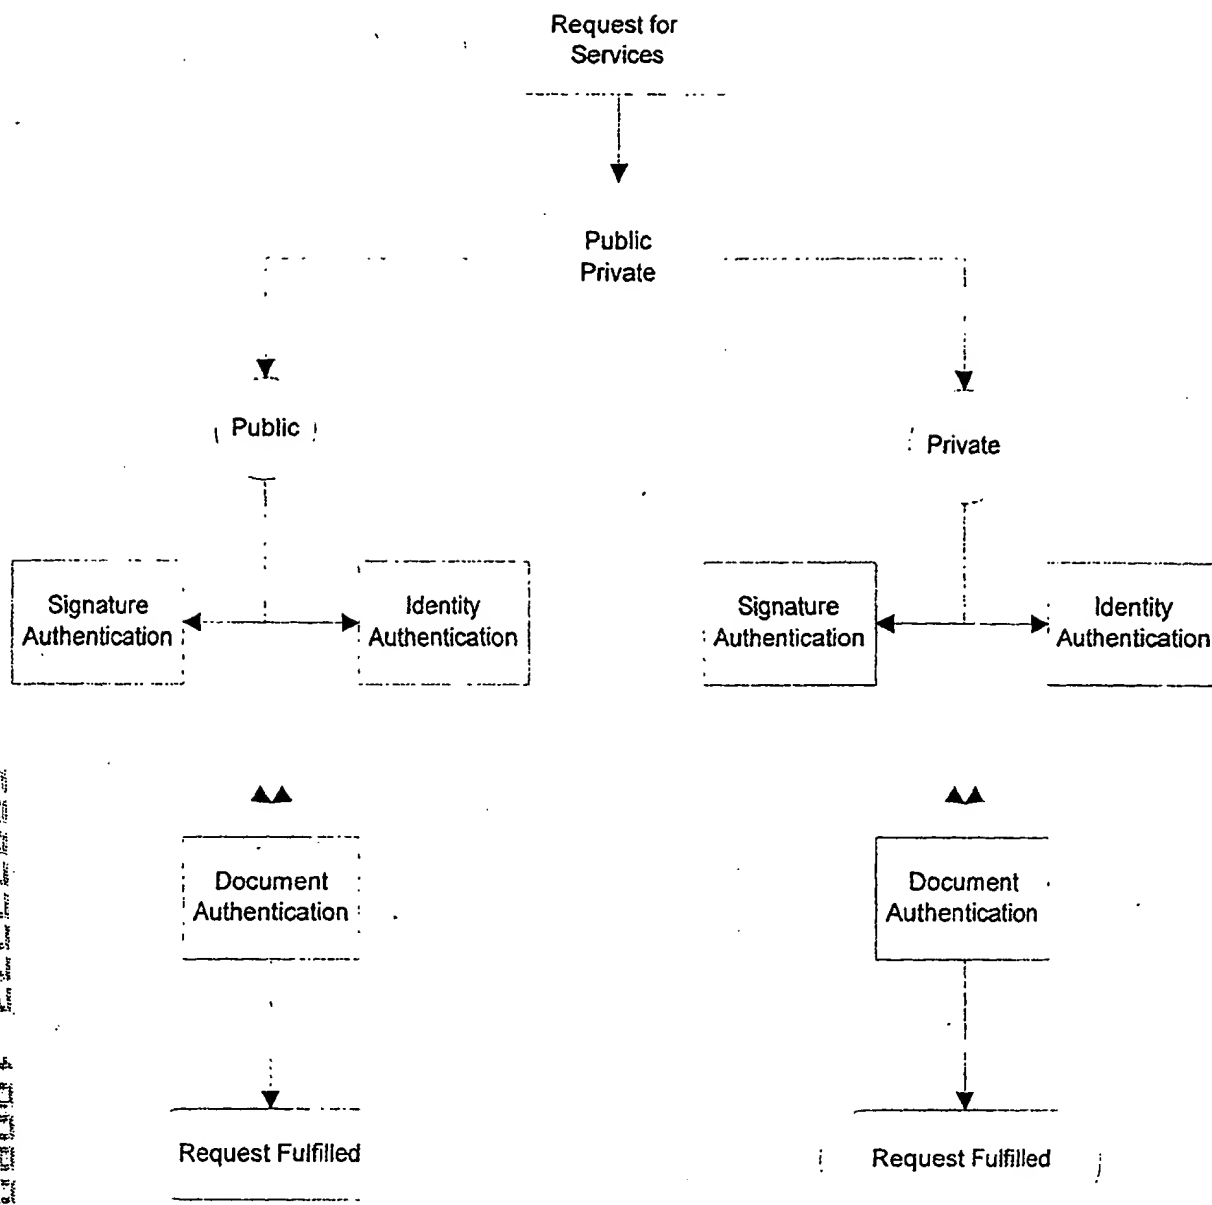 Request for
Services
Public
Private
Public
Private
Signature
Authentication
Identity
Authentication
Signature
Authentication
Identity
Authentication
Document
Authentication
Document
Authentication
Request Fulfilled
Request Fulfilled